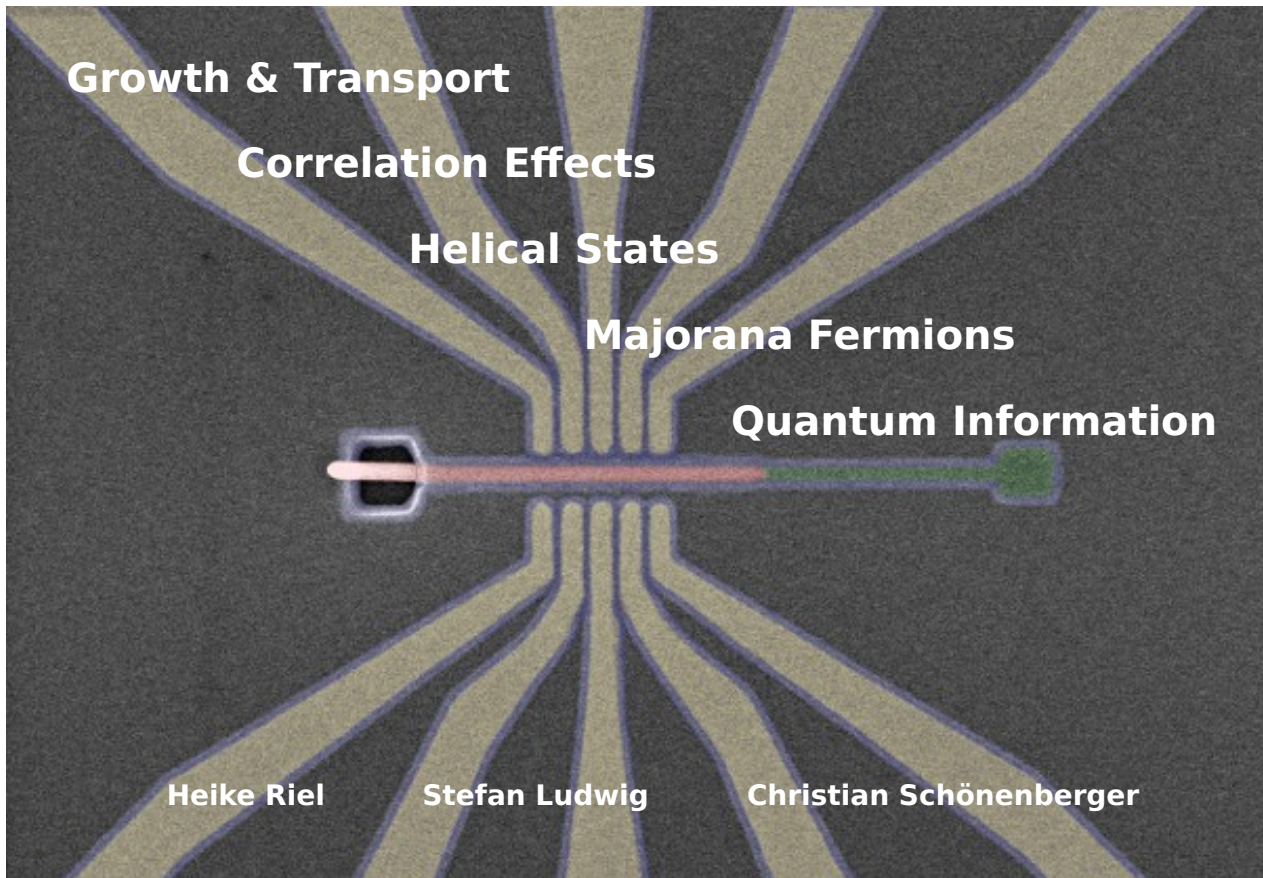 Growth & Transport
Correlation Effects
Helical States
Majorana Fermions
Quantum Information
Heike Riel
Stefan Ludwig
Christian Schönenberger